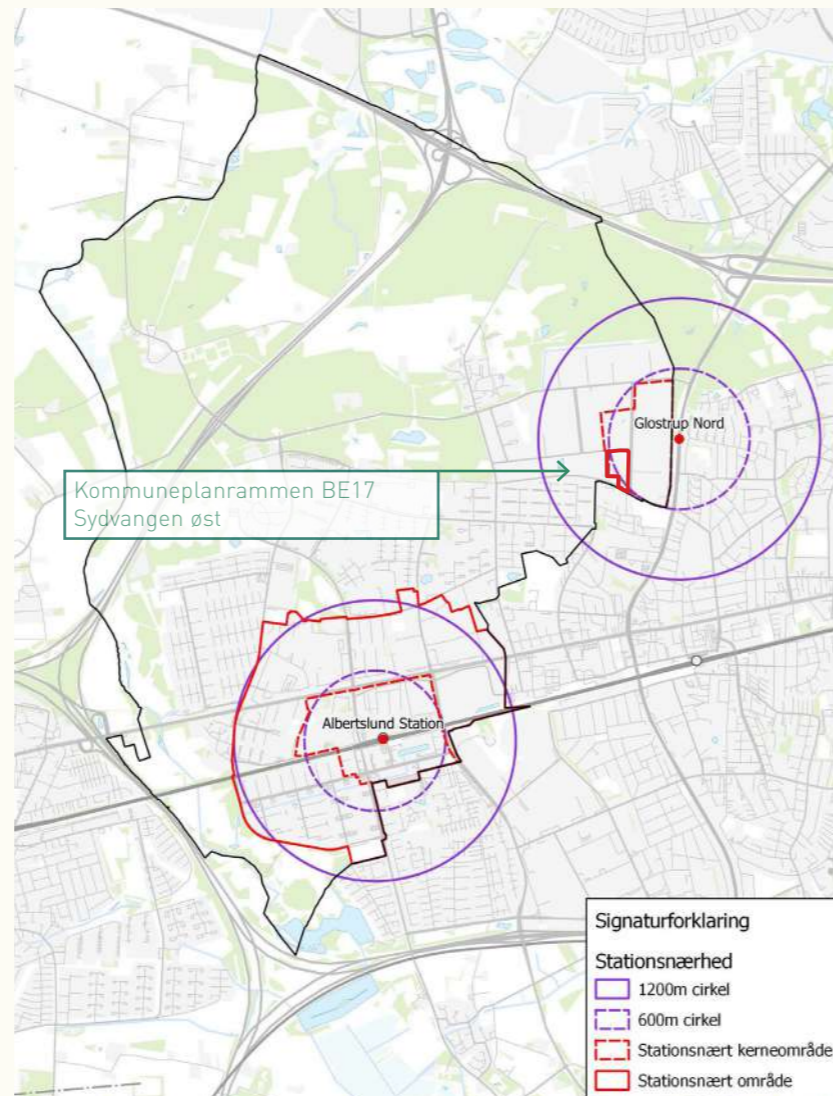 Glostrup Nord
Kommuneplanrammen BE17
Sydvangen øst
Albertslund Station
Signaturforklaring
Stationsnærhed
1200m cirkel
600m cirkel
Stationsnært kerneområde
Stationsnært område